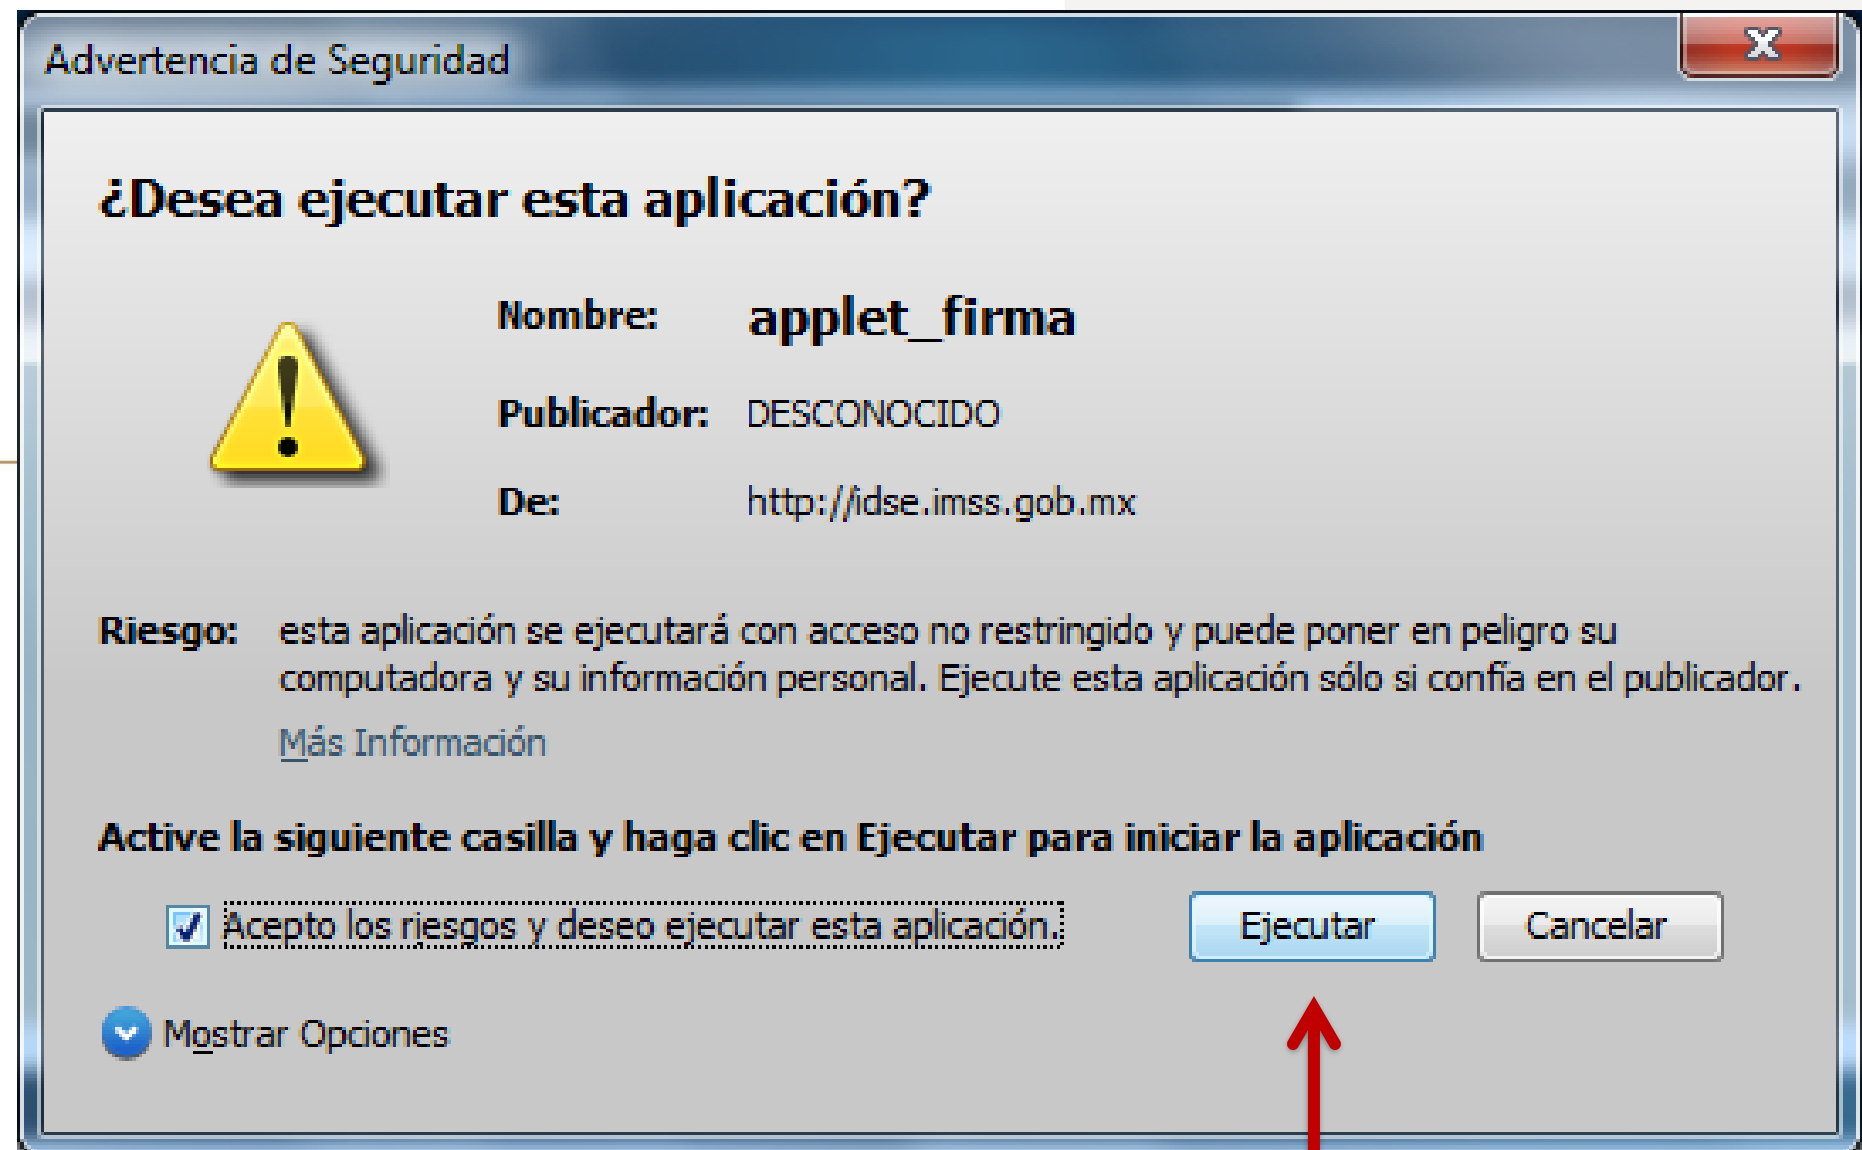 Advertencia de Seguridad
¿Desea ejecutar esta aplicación?
Nombre: applet_firma
Publicador: DESCONOCIDO
De: http://idse.imss.gob.mx
Riesgo: esta aplicación se ejecutará con acceso no restringido y puede poner en peligro su
computadora y su información personal. Ejecute esta aplicación sólo si confía en el publicador.
Más Información
Active la siguiente casilla y haga clic en Ejecutar para iniciar la aplicación
Acepto los riesgos y deseo ejecutar esta aplicación. Ejecutar Cancelar
Mostrar Opciones